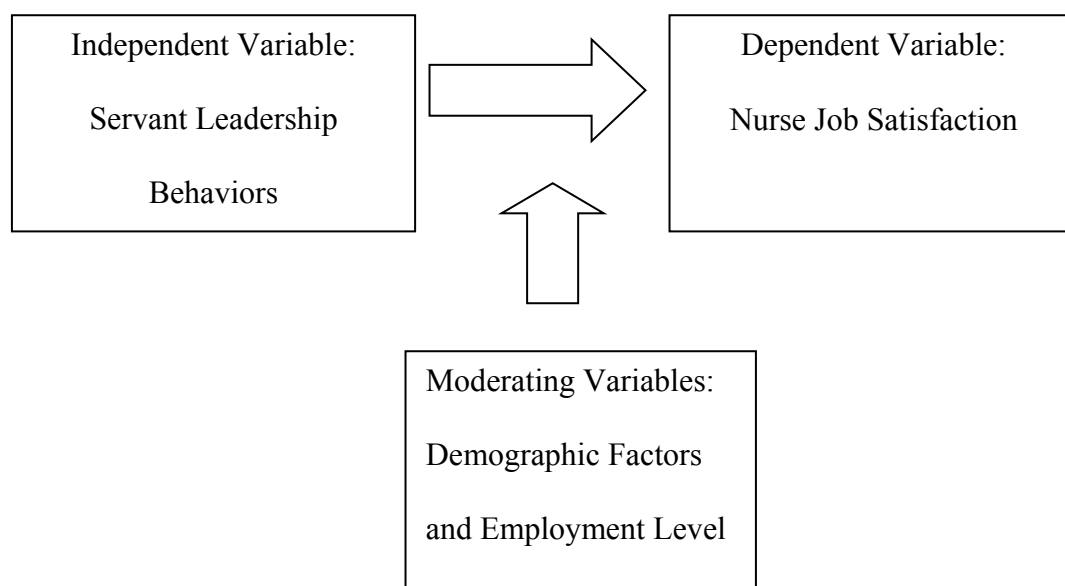 Independent Variable:
Servant Leadership
Behaviors
Dependent Variable:
Nurse Job Satisfaction
Moderating Variables:
Demographic Factors
and Employment Level